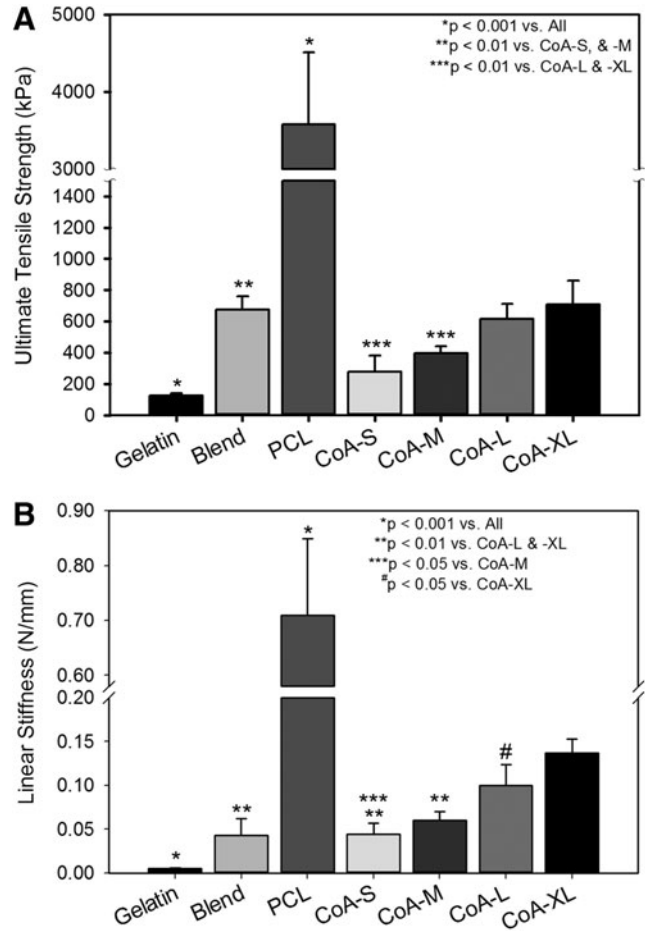 A
Ultimate Tensile Strength (kPa)
5000
4000
3000
1400
1200
1000
800
600
400
200
0
*p < 0.001 vs. All
**p < 0.01 vs. CoA-S, & -M
***p < 0.01 vs. CoA-L & -XL
*
**
*
***
***
Gelatin
Blend
PCL
CoA-S
CoA-M
CoA-L
CoA-XL
B
Linear Stiffness (N/mm)
0.90
0.80
0.70
0.60
0.20
0.15
0.10
0.05
0.00
*p < 0.001 vs. All
**p < 0.01 vs. CoA-L & -XL
***p < 0.05 vs. CoA-M
#p < 0.05 vs. CoA-XL
*
**
*
***
**
**
#
Gelatin
Blend
PCL
CoA-S
CoA-M
CoA-L
CoA-XL